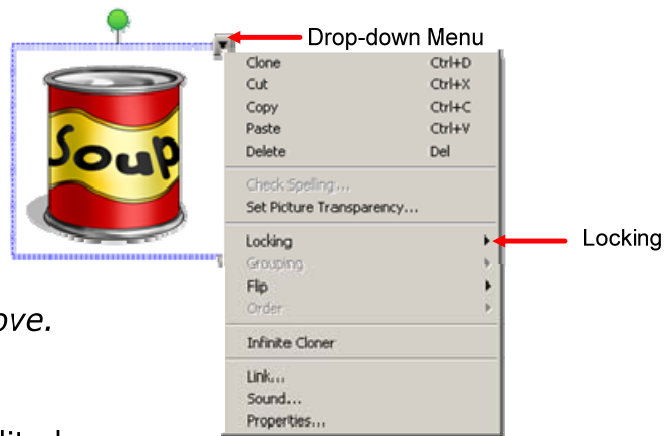 Drop-down Menu
Clone Ctrl+D
Cut Ctrl+X
Copy Ctrl+C
Paste Ctrl+V
Delete Del
Soup
Check Spelling...
Set Picture Transparency...
Locking
Locking
Grouping
Flip
Order
ove.
Infinite Cloner
Link...
Sound...
Properties...